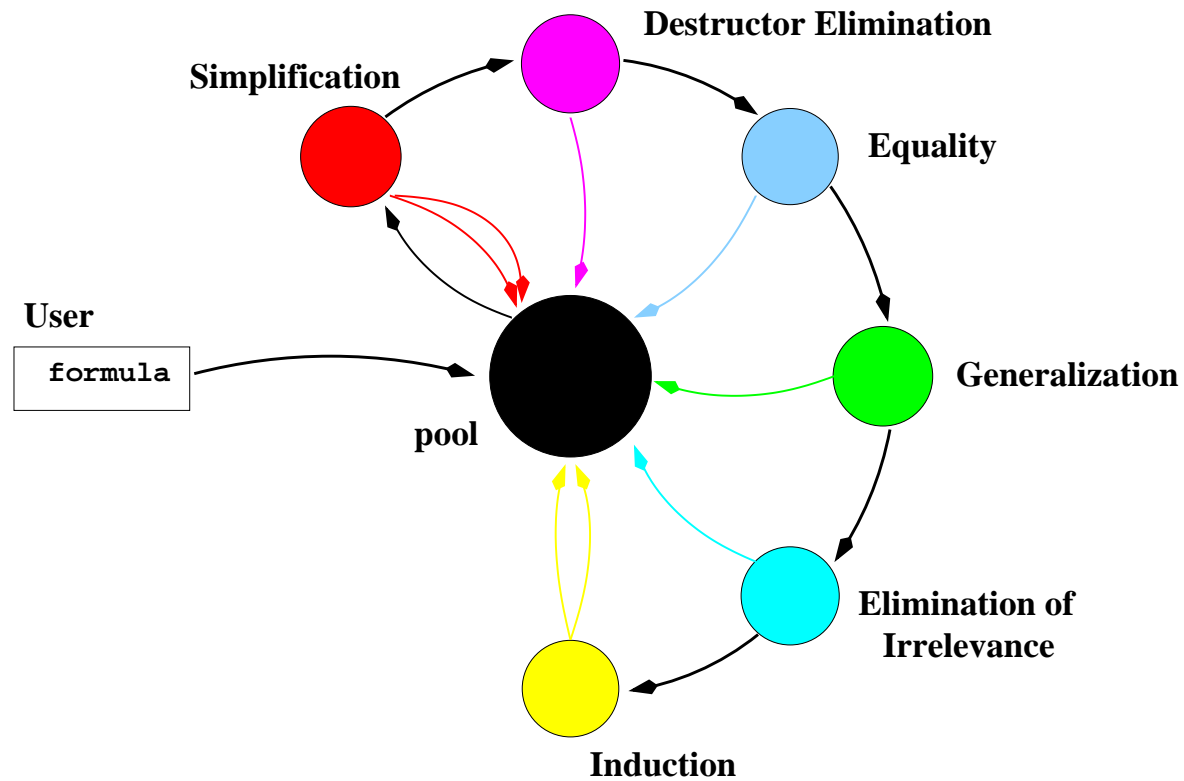 Destructor Elimination
Simplification
Equality
User
formula
Generalization
pool
Elimination of
Irrelevance
Induction